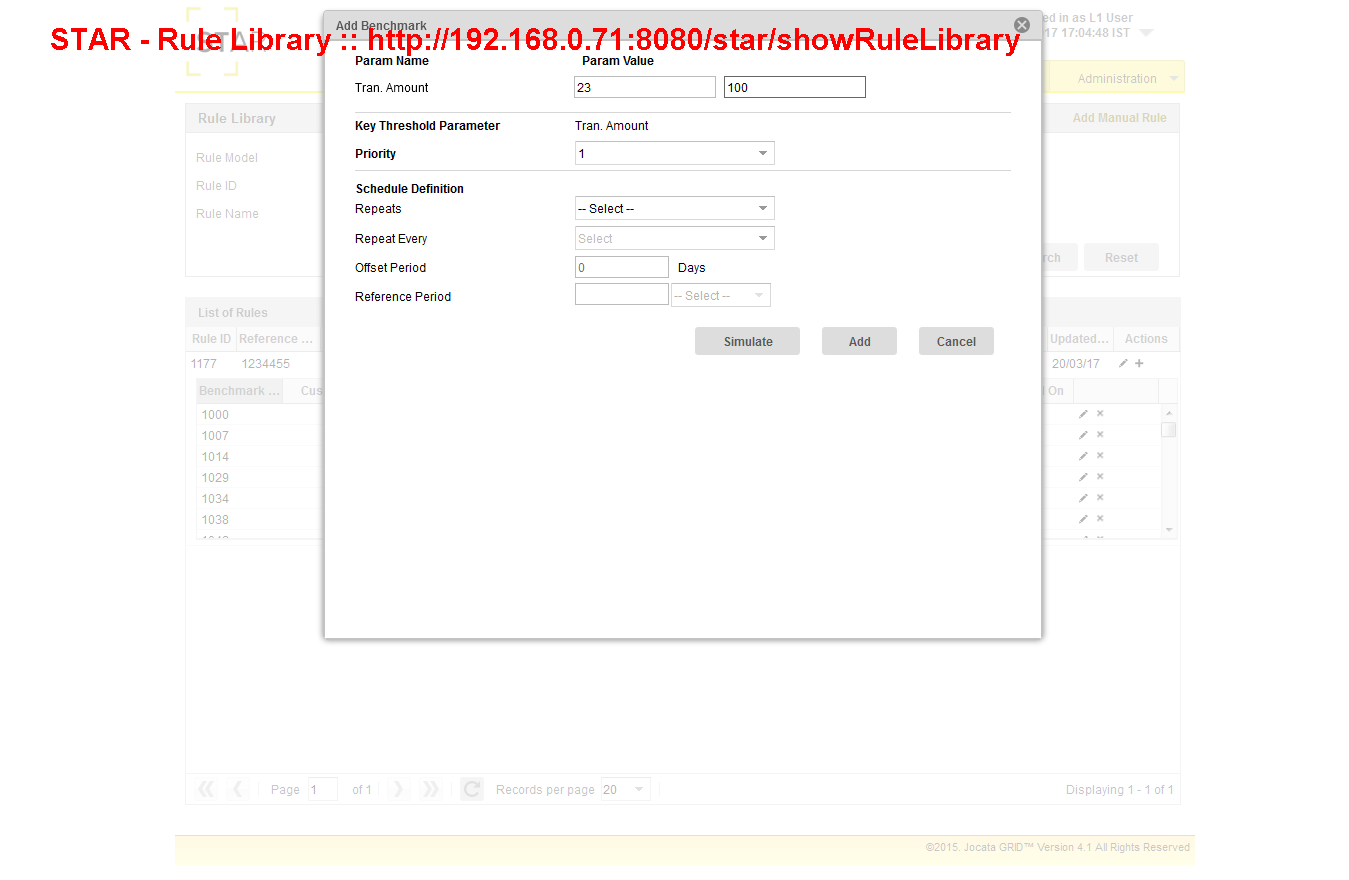 STAR - Rule Library :: http://192.168.0.71:8080/star/showRuleLibrary
Add Benchmark
ed in as L1 User
17 17:04:48 IST
STA
Administration
Param Name Param Value
Tran. Amount 23 100
Key Threshold Parameter Tran. Amount
Priority 1
Schedule Definition
Repeats -- Select --
Repeat Every Select
Offset Period 0 Days
Reference Period -- Select --
Simulate Add Cancel
Rule Library Add Manual Rule
Rule Model
Rule ID
Rule Name
rch Reset
List of Rules
Rule ID Reference ... Updated... Actions
1177 1234455 20/03/17
Benchmark ... Cus On
1000
1007
1014
1029
1034
1038
Page 1 of 1 Records per page 20 Displaying 1 - 1 of 1
©2015. Jocata GRID™ Version 4.1 All Rights Reserved